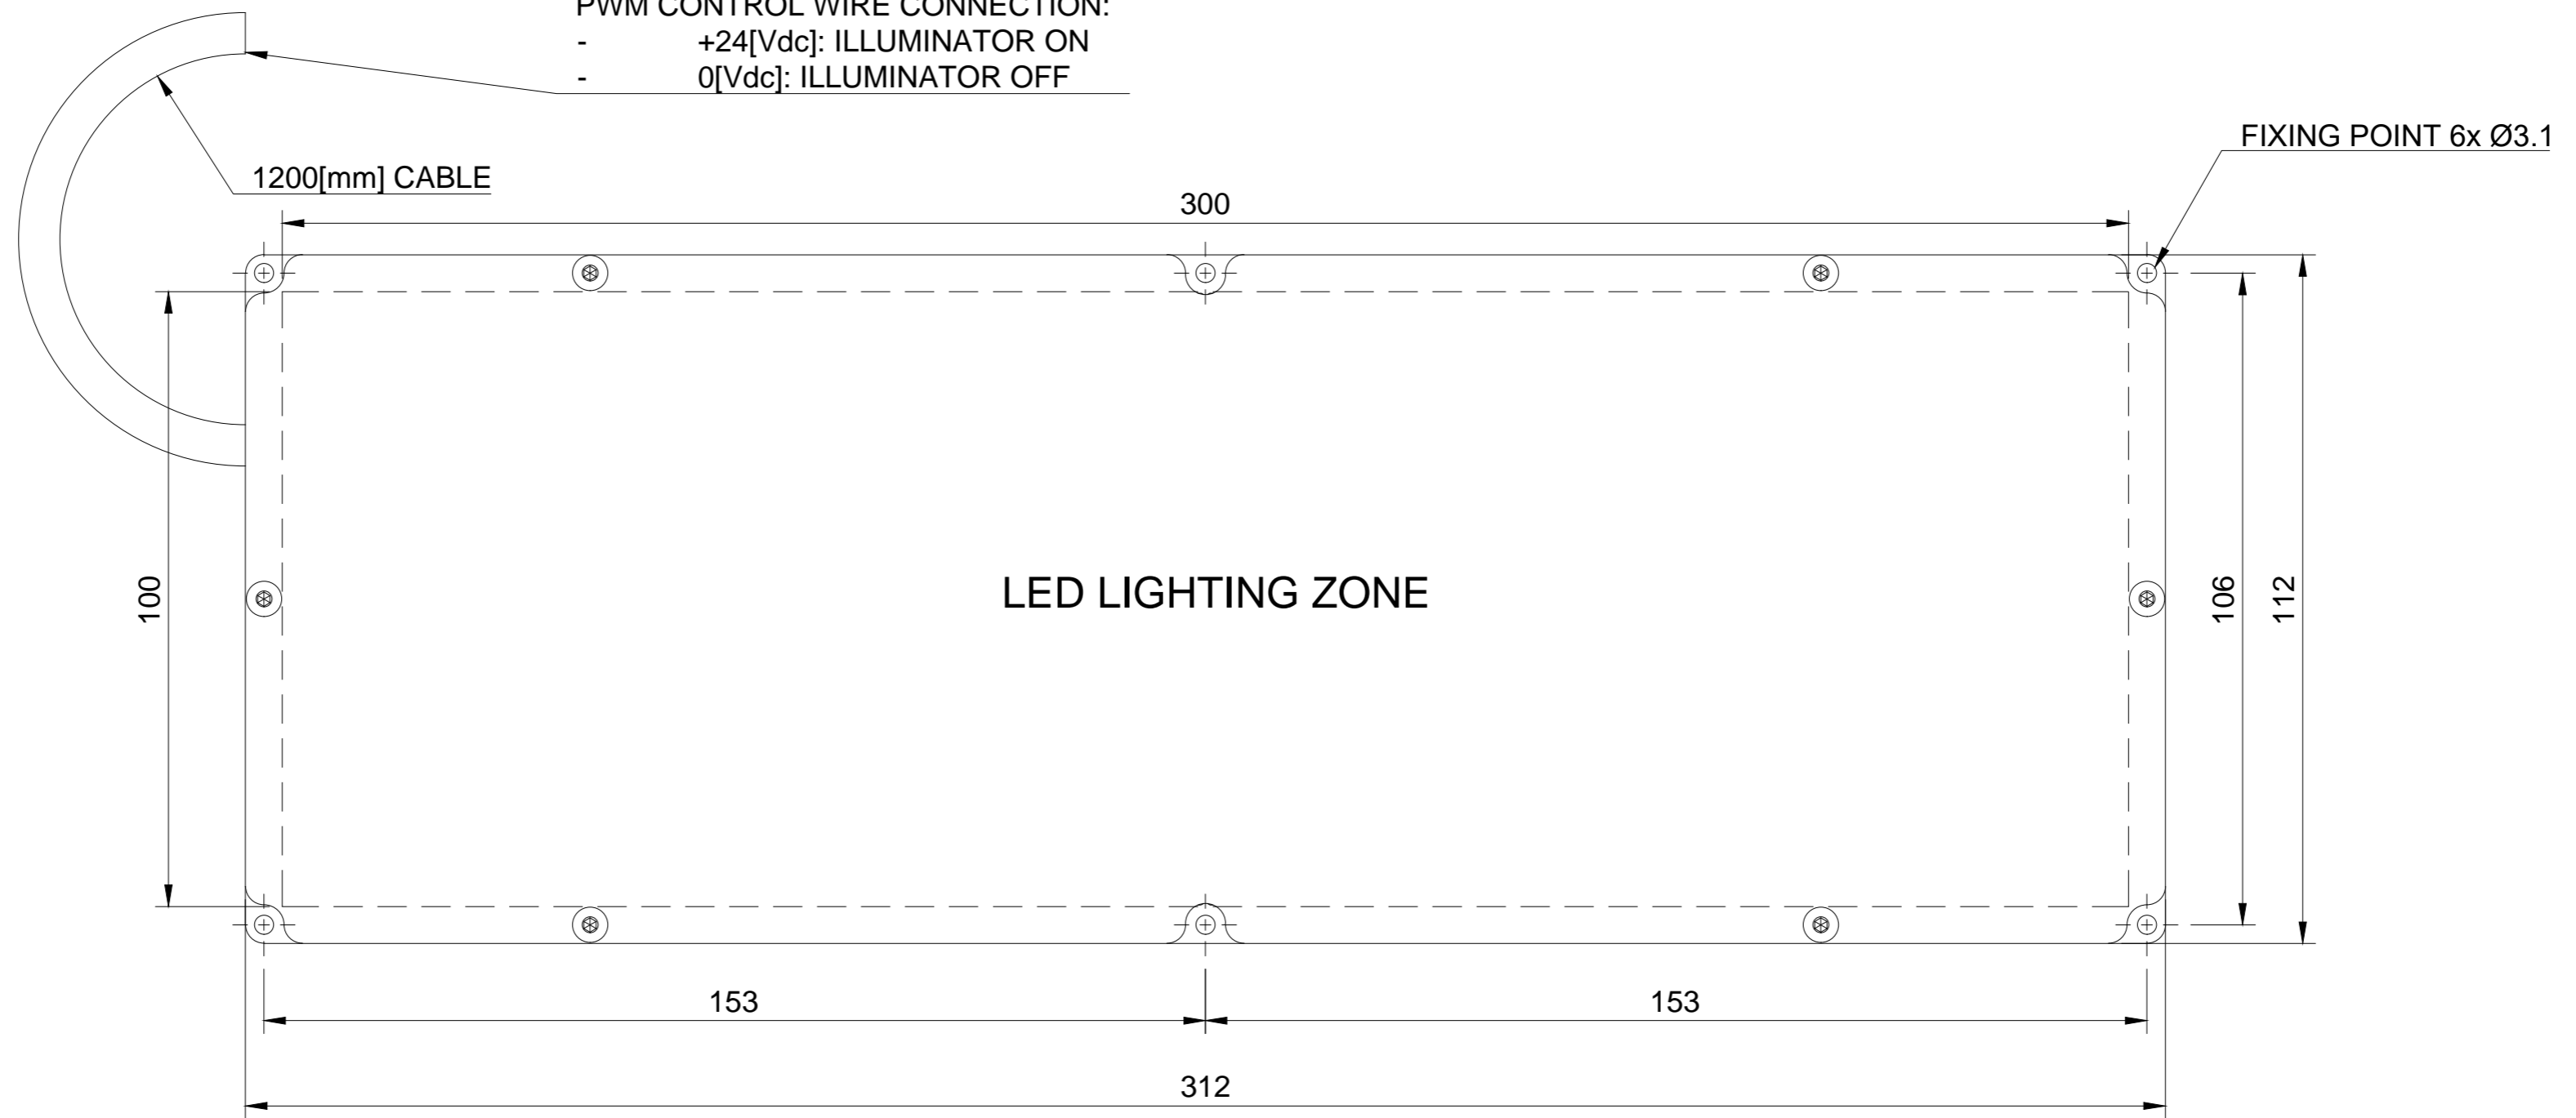 PWM CONTROL WIRE CONNECTION:
- +24[Vdc]: ILLUMINATOR ON
- 0[Vdc]: ILLUMINATOR OFF
FIXING POINT 6x Ø3.1
1200[mm] CABLE
300
100
LED LIGHTING ZONE
106
112
153
153
312